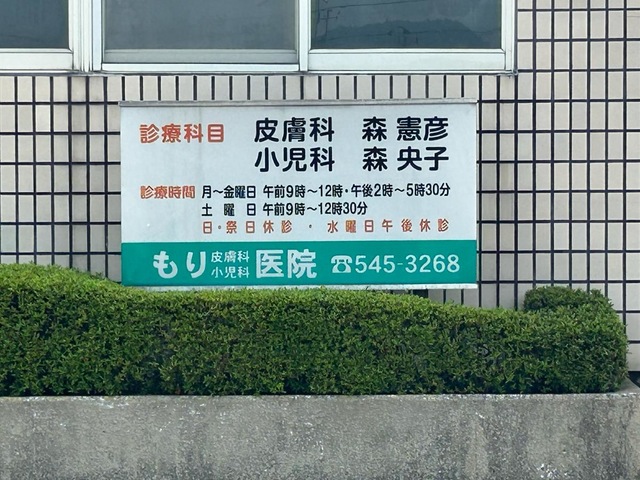 診療科目 皮膚科 森 憲彦
小児科 森 央子
診療時間 月～金曜日 午前9時～12時・午後2時～5時30分
土曜日 午前9時～12時30分
日・祭日休診・水曜日午後休診
もり 皮膚科 小児科 医院 ☎545-3268